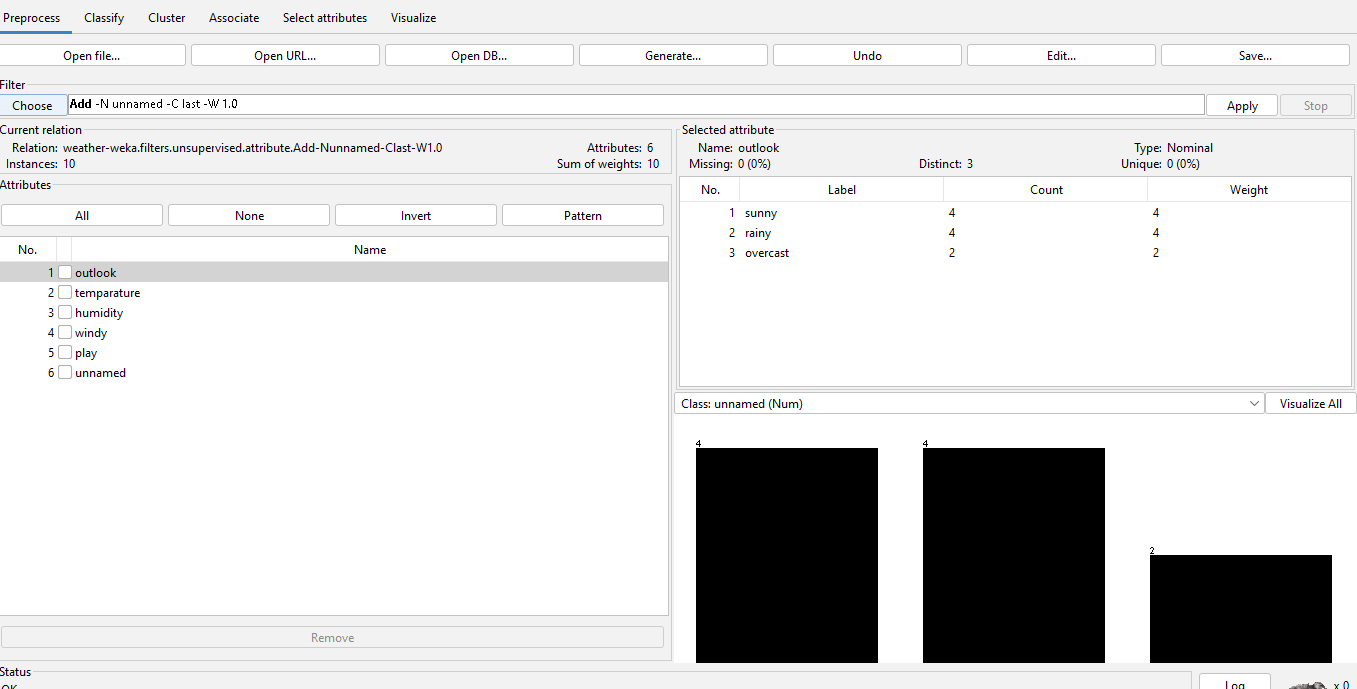 Preprocess Classify Cluster Associate Select attributes Visualize
Open file... Open URL... Open DB... Generate... Undo Edit... Save...
Filter
Choose Add -N unnamed -C last -W 1.0 Apply Stop
Current relation
Relation: weather-weka.filters.unsupervised.attribute.Add-Nunnamed-Clast-W1.0 Attributes: 6
Instances: 10 Sum of weights: 10
Attributes
All None Invert Pattern
No. Name
1 outlook
2 temparature
3 humidity
4 windy
5 play
6 unnamed
Remove
Selected attribute
Name: outlook Type: Nominal
Missing: 0 (0%) Distinct: 3 Unique: 0 (0%)
No. Label Count Weight
1 sunny 4 4
2 rainy 4 4
3 overcast 2 2
Class: unnamed (Num) Visualize All
4 4 2
Status
OK
Log x 0